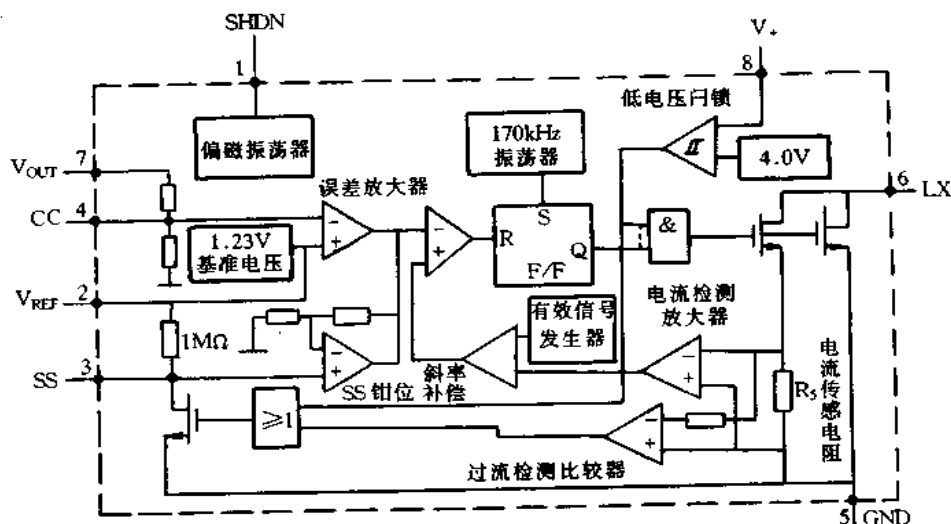 SHDN
1
V+
8
低电压闩锁
偏磁振荡器
170kHz
振荡器
II
4.0V
7
VOUT
6
LX
误差放大器
4
CC
-
+
-
+
S
R
Q
F/F
&
1.23V
基准电压
2
VREF
有效信号
发生器
电流检测
放大器
1MΩ
-
+
-
+
3
SS
SS钳位
斜率
补偿
R5
电流传感电阻
≥1
-
+
过流检测比较器
5
GND